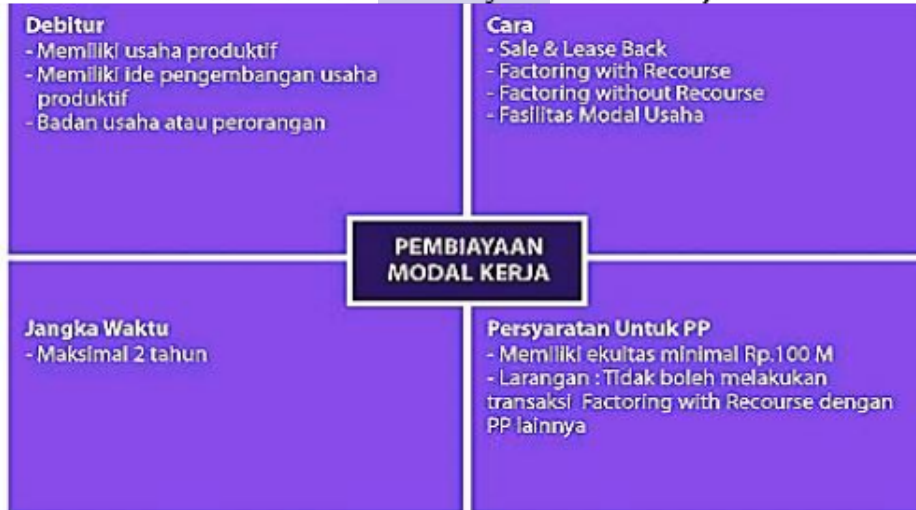 Debitur
- Memiliki usaha produktif
- Memiliki ide pengembangan usaha
produktif
- Badan usaha atau perorangan
Cara
- Sale & Lease Back
- Factoring with Recourse
- Factoring without Recourse
- Fasilitas Modal Usaha
PEMBIAYAAN
MODAL KERJA
Jangka Waktu
- Maksimal 2 tahun
Persyaratan Untuk PP
- Memiliki ekuitas minimal Rp.100 M
- Larangan : Tidak boleh melakukan
transaksi Factoring with Recourse dengan
PP lainnya